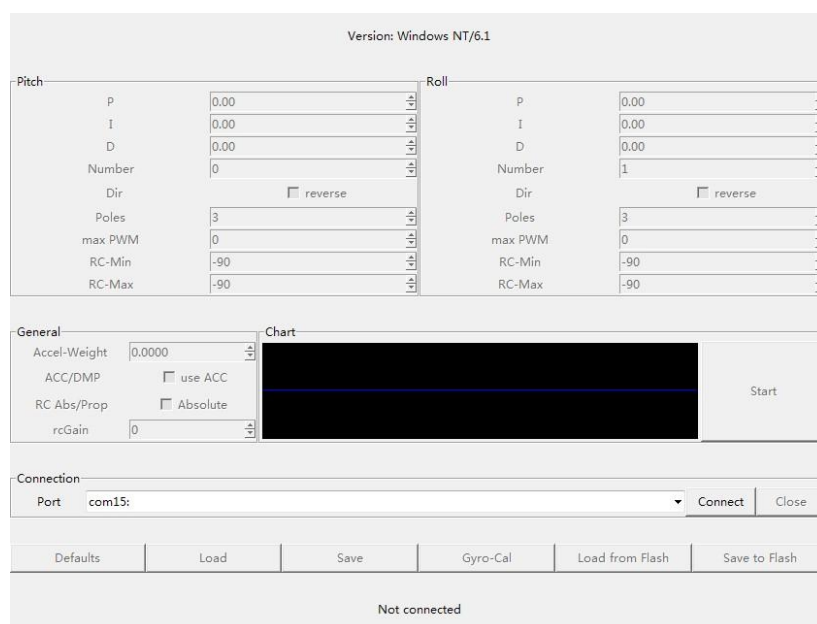 Version: Windows NT/6.1
Pitch
P 0.00
I 0.00
D 0.00
Number 0
Dir reverse
Poles 3
max PWM 0
RC-Min -90
RC-Max -90
Roll
P 0.00
I 0.00
D 0.00
Number 1
Dir reverse
Poles 3
max PWM 0
RC-Min -90
RC-Max -90
General
Accel-Weight 0.0000
ACC/DMP use ACC
RC Abs/Prop Absolute
rcGain 0
Chart
Start
Connection
Port com15: Connect Close
Defaults Load Save Gyro-Cal Load from Flash Save to Flash
Not connected